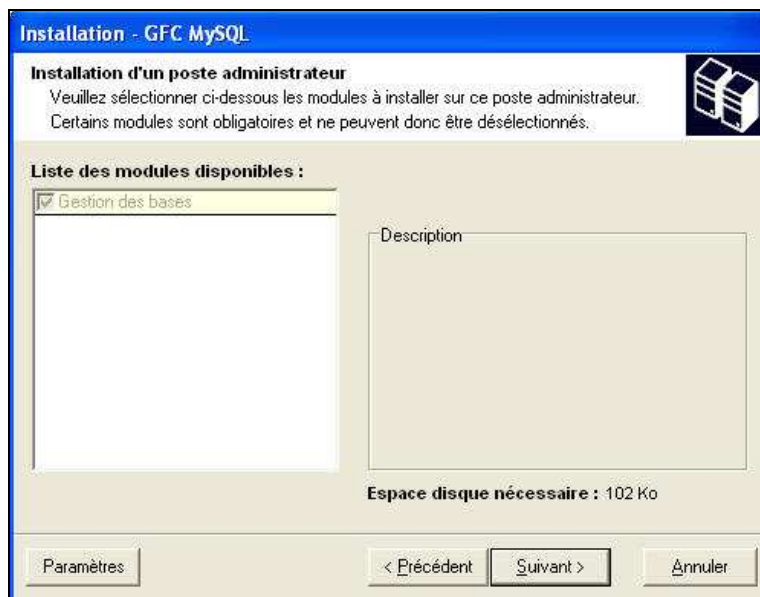 Installation - GFC MySQL
Installation d'un poste administrateur
Veuillez sélectionner ci-dessous les modules à installer sur ce poste administrateur.
Certains modules sont obligatoires et ne peuvent donc être désélectionnés.
Liste des modules disponibles :
Gestion des bases
Description
Espace disque nécessaire : 102 Ko
Paramètres
< Précédent
Suivant >
Annuler